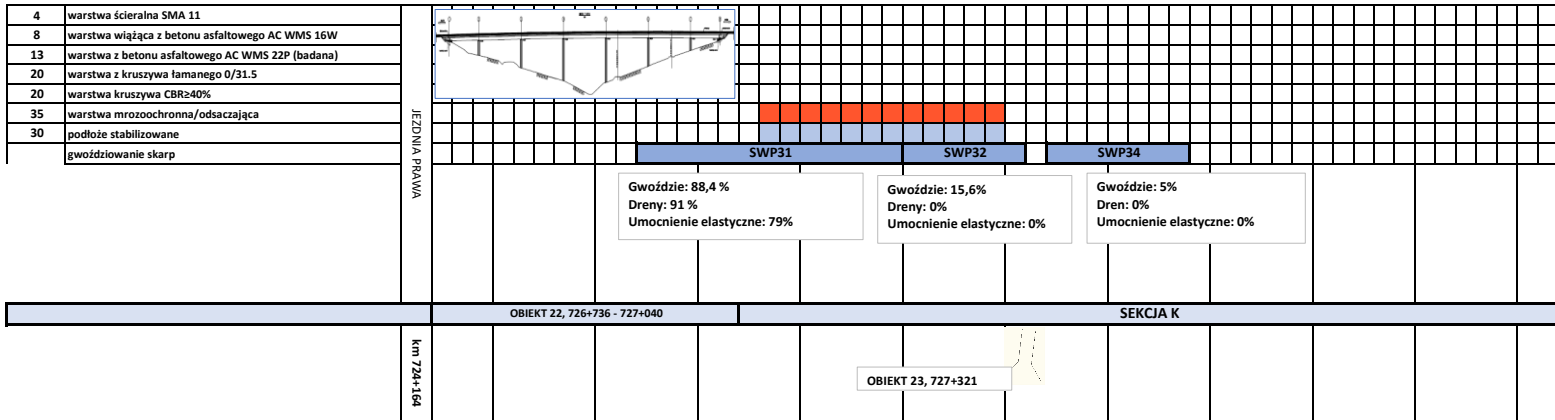 4 warstwa ścieralna SMA 11
8 warstwa wiążąca z betonu asfaltowego AC WMS 16W
13 warstwa z betonu asfaltowego AC WMS 22P (badana)
20 warstwa z kruszywa łamanego 0/31.5
20 warstwa kruszywa CBR≥40%
35 warstwa mrozoochronna/odsaczająca
30 podłoże stabilizowane
gwoździowanie skarp
JEZDNIA PRAWA
SWP31
SWP32
SWP34
Gwoździe: 88,4 %
Dreny: 91 %
Umocnienie elastyczne: 79%
Gwoździe: 15,6%
Dreny: 0%
Umocnienie elastyczne: 0%
Gwoździe: 5%
Dren: 0%
Umocnienie elastyczne: 0%
OBIEKT 22, 726+736 - 727+040
SEKCJA K
km 724+164
OBIEKT 23, 727+321